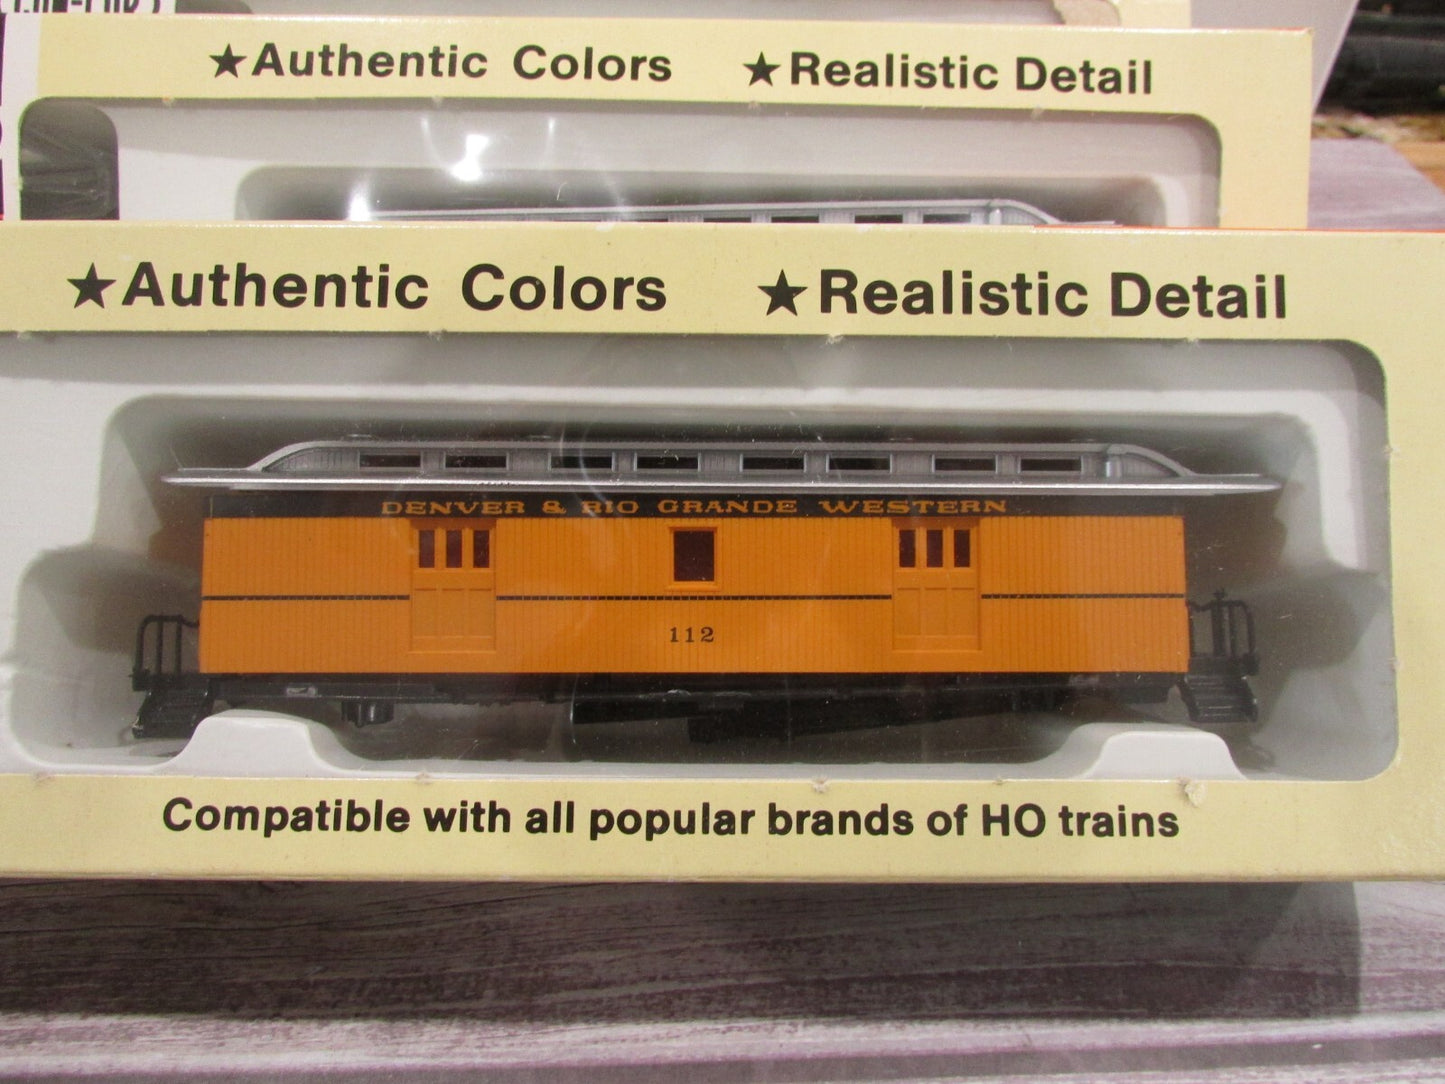 ★Authentic Colors ★Realistic Detail
★Authentic Colors ★Realistic Detail
DENVER & RIO GRANDE WESTERN
112
Compatible with all popular brands of HO trains